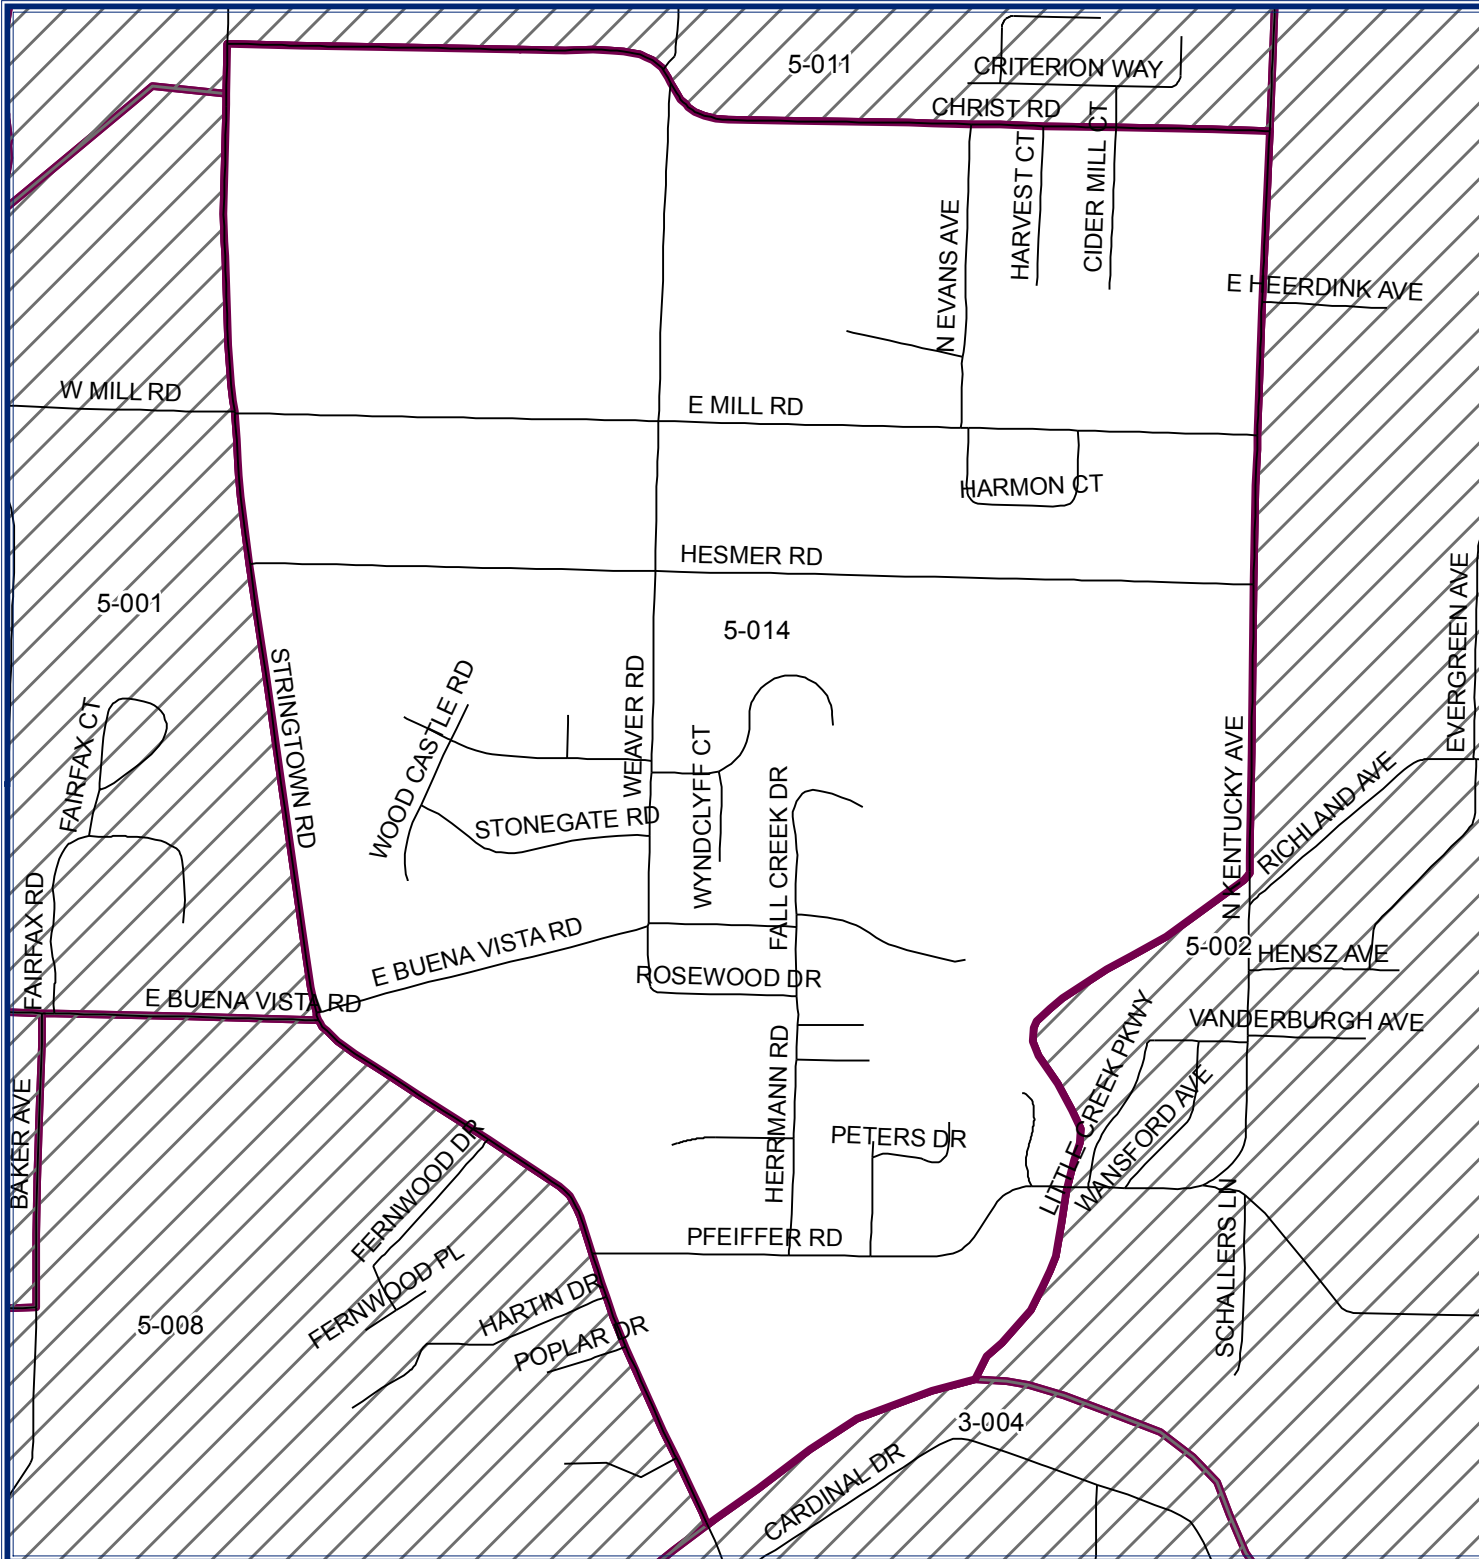 5-011
CRITERION WAY
CHRIST RD
HARVEST CT
CIDER MILL CT
N EVANS AVE
E HEERDINK AVE
W MILL RD
E MILL RD
HARMON CT
HESMER RD
5-001
5-014
EVERGREEN AVE
STRINGTOWN RD
WOOD CASTLE RD
WEAVER RD
FAIRFAX CT
WYNDCLYFF CT
N KENTUCKY AVE
RICHLAND AVE
STONEGATE RD
FALL CREEK DR
FAIRFAX RD
E BUENA VISTA RD
5-002
HENSZ AVE
ROSEWOOD DR
E BUENA VISTA RD
VANDERBURGH AVE
LITTLE CREEK PKWY
BAKER AVE
HERRMANN RD
WANSFORD AVE
PETERS DR
FERNWOOD DR
PFEIFFER RD
SCHALLERS LN
FERNWOOD PL
HARTIN DR
5-008
POPLAR DR
3-004
CARDINAL DR